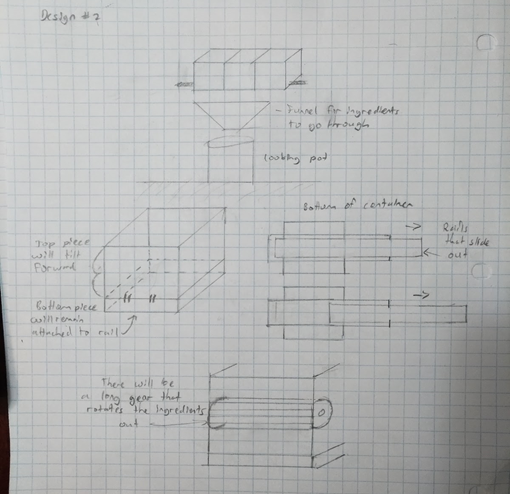 Design #2
Funnel for ingredients
to go through
Cooking pot
Bottom of container
Top piece
will tilt
Forward
Rails
that slide
out
Bottom piece
will remain
attached to rail
There will be
a long gear that
rotates the ingredients
out